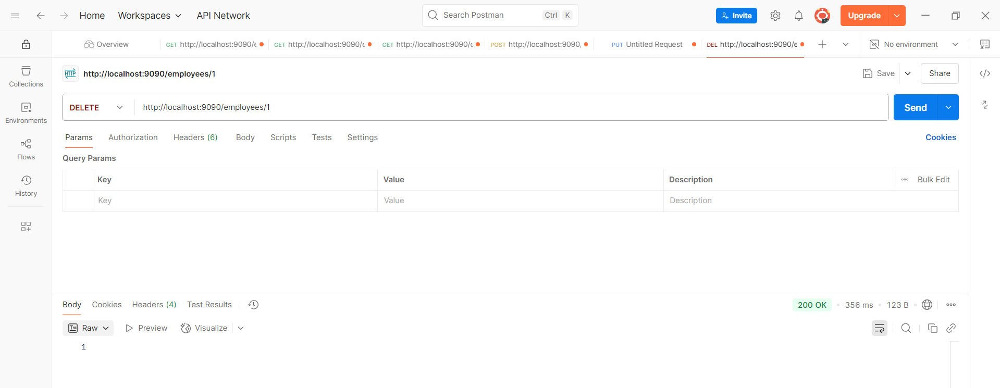 Home Workspaces API Network Search Postman Ctrl K Invite Upgrade
Overview GET http://localhost:9090/e GET http://localhost:9090/e GET http://localhost:9090/c POST http://localhost:9090, PUT Untitled Request DEL http://localhost:9090/e No environment
HTTP http://localhost:9090/employees/1 Save Share
Collections
DELETE http://localhost:9090/employees/1 Send
Environments
Params Authorization Headers (6) Body Scripts Tests Settings Cookies
Flows
Query Params
Key Value Description Bulk Edit
History
Key Value Description
Body Cookies Headers (4) Test Results 200 OK 356 ms 123 B
Raw Preview Visualize
1